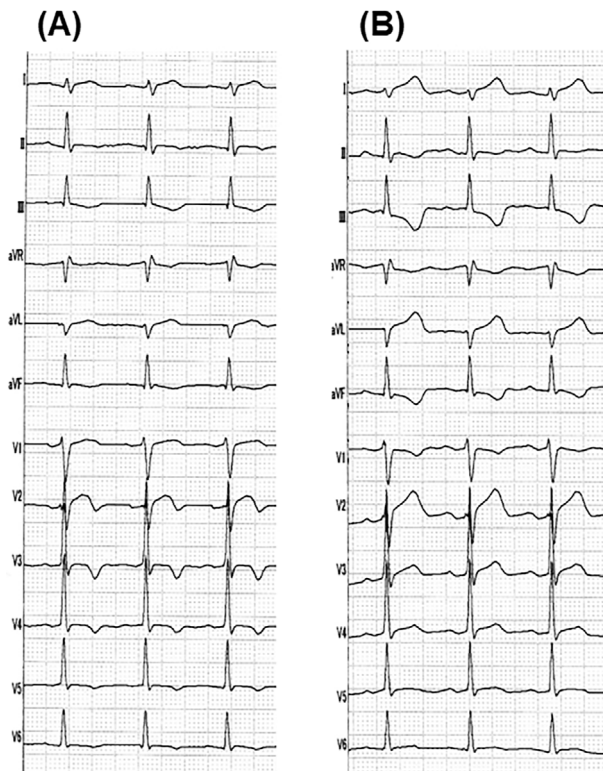 (A) (B)
I I
II II
III III
aVR aVR
aVL aVL
aVF aVF
V1 V1
V2 V2
V3 V3
V4 V4
V5 V5
V6 V6